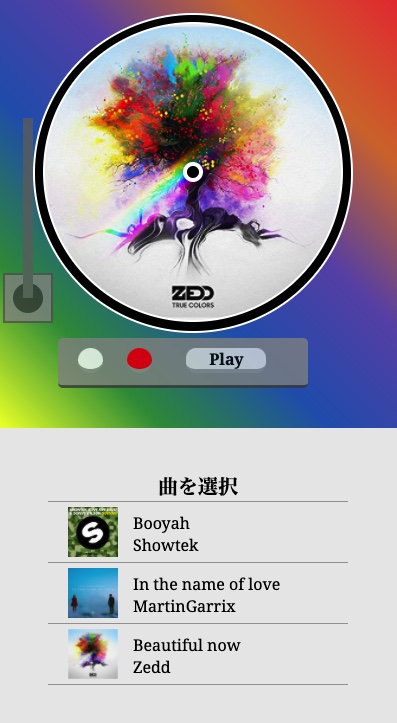 ZEDD
TRUE COLORS
Play
曲を選択
Booyah
Showtek
In the name of love
MartinGarrix
Beautiful now
Zedd